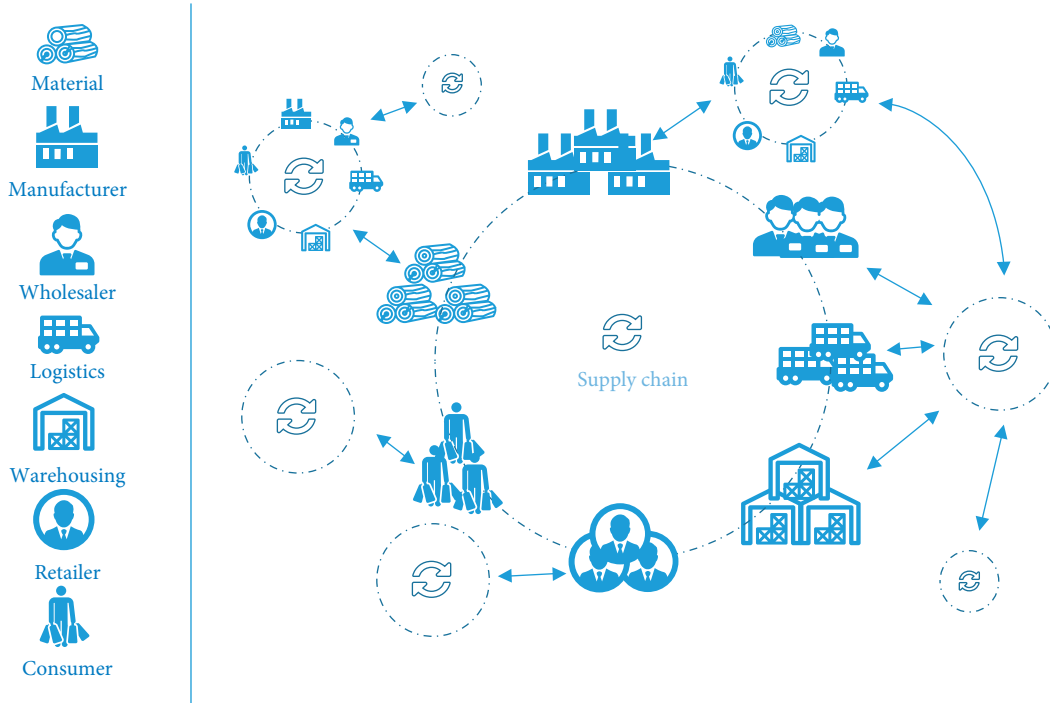 Material
Manufacturer
Wholesaler
Logistics
Warehousing
Retailer
Consumer
Supply chain